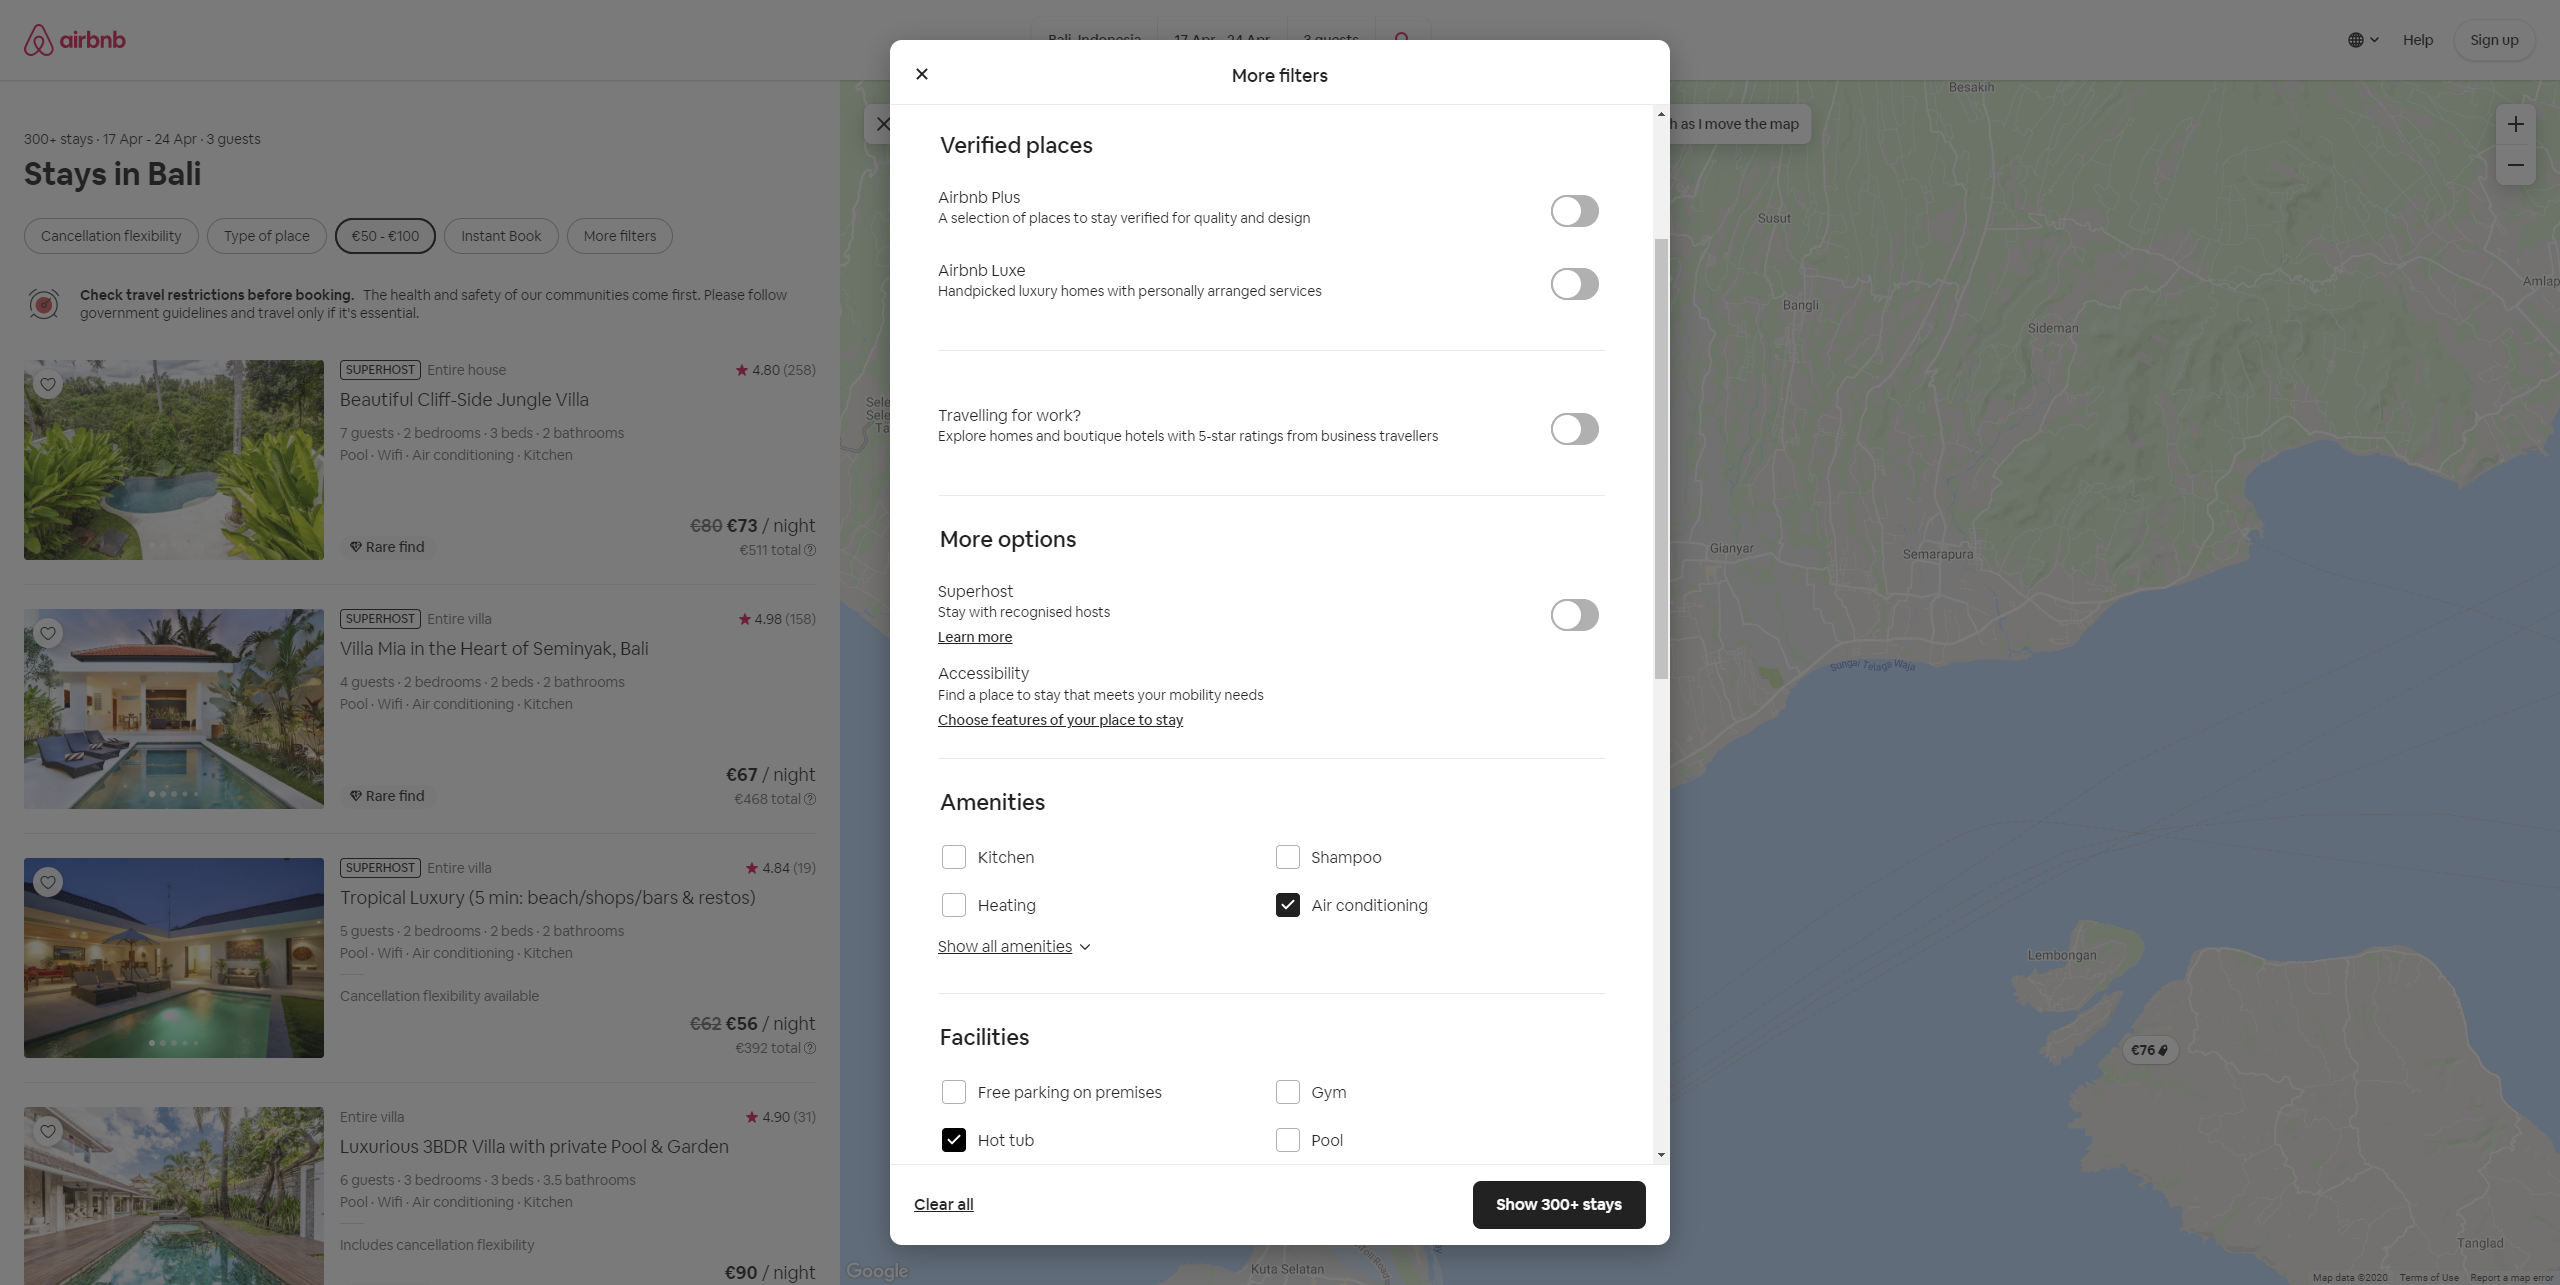 airbnb
Bali, Indonesia
17 Apr - 24 Apr
3 guests
Help
Sign up
300+ stays · 17 Apr - 24 Apr · 3 guests
Stays in Bali
Cancellation flexibility
Type of place
€50 - €100
Instant Book
More filters
Check travel restrictions before booking. The health and safety of our communities come first. Please follow
government guidelines and travel only if it's essential.
SUPERHOST Entire house
4.80 (258)
Beautiful Cliff-Side Jungle Villa
7 guests · 2 bedrooms · 3 beds · 2 bathrooms
Pool · Wifi · Air conditioning · Kitchen
€80 €73 / night
Rare find
€511 total
SUPERHOST Entire villa
4.98 (158)
Villa Mia in the Heart of Seminyak, Bali
4 guests · 2 bedrooms · 2 beds · 2 bathrooms
Pool · Wifi · Air conditioning · Kitchen
€67 / night
Rare find
€468 total
SUPERHOST Entire villa
4.84 (19)
Tropical Luxury (5 min: beach/shops/bars & restos)
5 guests · 2 bedrooms · 2 beds · 2 bathrooms
Pool · Wifi · Air conditioning · Kitchen
Cancellation flexibility available
€62 €56 / night
€392 total
Entire villa
4.90 (31)
Luxurious 3BDR Villa with private Pool & Garden
6 guests · 3 bedrooms · 3 beds · 3.5 bathrooms
Pool · Wifi · Air conditioning · Kitchen
Includes cancellation flexibility
€90 / night
More filters
Verified places
Airbnb Plus
A selection of places to stay verified for quality and design
Airbnb Luxe
Handpicked luxury homes with personally arranged services
Travelling for work?
Explore homes and boutique hotels with 5-star ratings from business travellers
More options
Superhost
Stay with recognised hosts
Learn more
Accessibility
Find a place to stay that meets your mobility needs
Choose features of your place to stay
Amenities
Kitchen
Shampoo
Heating
Air conditioning
Show all amenities
Facilities
Free parking on premises
Gym
Hot tub
Pool
Clear all
Show 300+ stays
h as I move the map
Besakih
Susut
Bangli
Amlap
Sideman
Gianyar
Semarapura
Sungai Telaga Waja
Lembongan
€76
Tanglad
Kuta Selatan
Google
Map data ©2020
Terms of Use
Report a map error